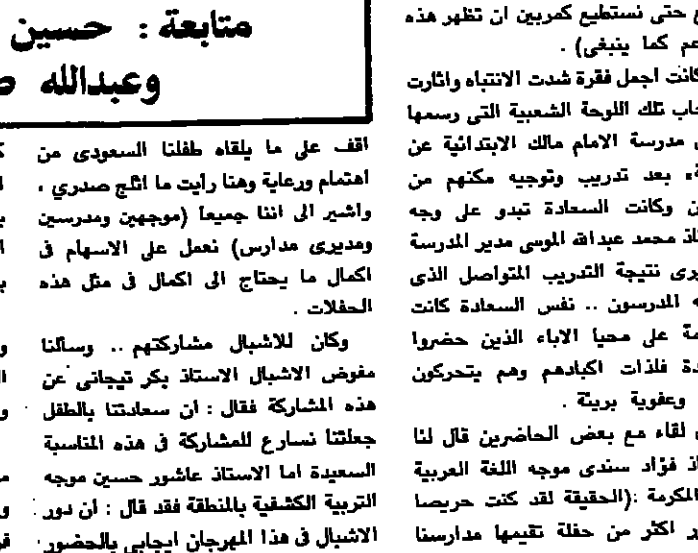 متابعة : حسين
وعبدالله
ع حتى نستطيع كمربين ان تظهر هذه
عم كما ينبغى) .
كانت اجمل فقرة شدت الانتباه واثارت
جاب تلك اللوحة الشعبية التى رسمها
مدرسة الامام مالك الابتدائية عن
بعد تدريب وتوجيه مكنهم من
ن وكانت السعادة تبدو على وجه
تاذ محمد عبدالله الموسى مدير المدرسة
يرى نتيجة التدريب المتواصل الذى
ه المدرسون .. نفس السعادة كانت
مة على محيا الاباء الذين حضروا
دة فلذات اكبادهم وهم يتحركون
وعفوية بريئة .
لقاء مع بعض الحاضرين قال لنا
اذ فؤاد سندى موجه اللغة العربية
المكرمة :(الحقيقة لقد كنت حريصا
ر اكثر من حفلة تقيمها مدارسنا
اقف على ما يلقاه طفلنا السعودى من
اهتمام ورعاية وهنا رأيت ما اثلج صدري ،
واشير الى اننا جميعا (موجهين ومدرسين
ومديرى مدارس) نعمل على الاسهام فى
اكمال ما يحتاج الى اكمال فى مثل هذه
الحفلات .
وكان للاشبال مشاركتهم .. وسألنا
مفوض الاشبال الاستاذ بكر تيجانى عن
هذه المشاركة فقال : ان سعادتنا بالطفل
جعلتنا نسارع للمشاركة فى هذه المناسبة
السعيدة اما الاستاذ عاشور حسين موجه
التربية الكشفية بالمنطقة فقد قال : ان دور
الاشبال فى هذا المهرجان ايجابى بالحضور